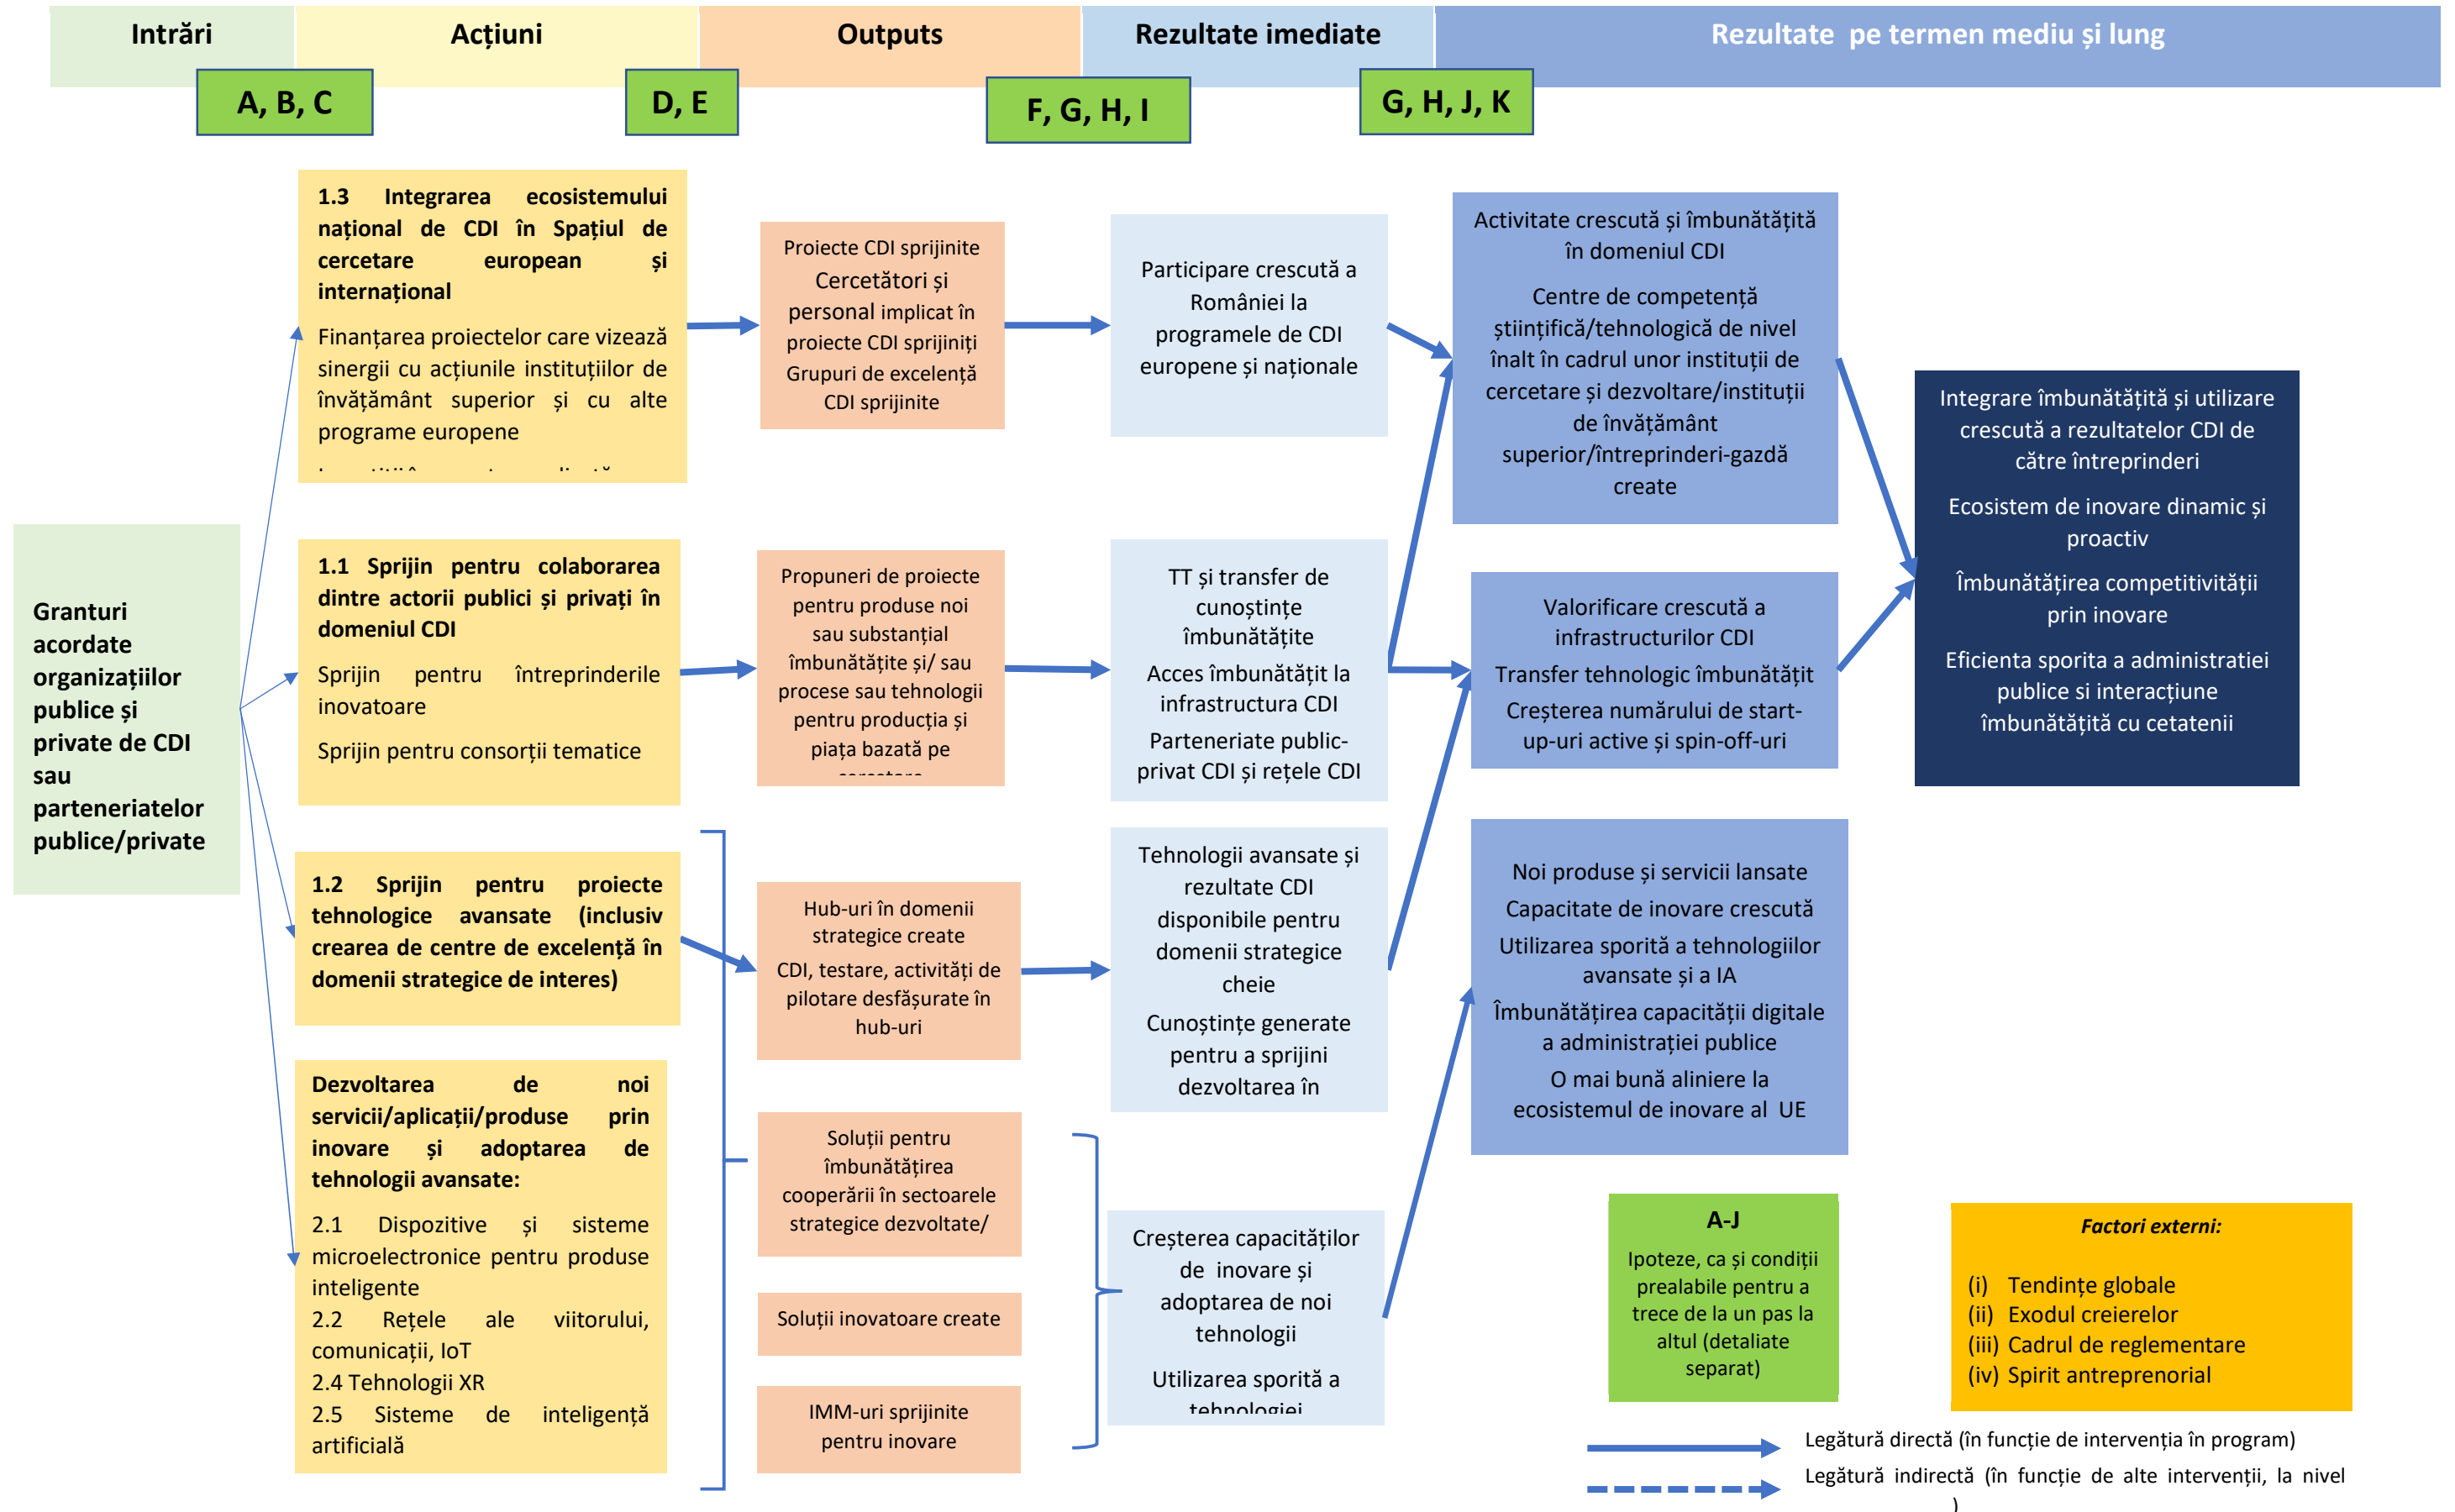 Intrări
Acțiuni
Outputs
Rezultate imediate
Rezultate pe termen mediu și lung
A, B, C
D, E
F, G, H, I
G, H, J, K
Granturi
acordate
organizațiilor
publice și
private de CDI
sau
parteneriatelor
publice/private
1.3 Integrarea ecosistemului
național de CDI în Spațiul de
cercetare european și
internațional
Finanțarea proiectelor care vizează
sinergii cu acțiunile instituțiilor de
învățământ superior și cu alte
programe europene
1.1 Sprijin pentru colaborarea
dintre actorii publici și privați în
domeniul CDI
Sprijin pentru întreprinderile
inovatoare
Sprijin pentru consorții tematice
1.2 Sprijin pentru proiecte
tehnologice avansate (inclusiv
crearea de centre de excelență în
domenii strategice de interes)
Dezvoltarea de noi
servicii/aplicații/produse prin
inovare și adoptarea de
tehnologii avansate:
2.1 Dispozitive și sisteme
microelectronice pentru produse
inteligente
2.2 Rețele ale viitorului,
comunicații, IoT
2.4 Tehnologii XR
2.5 Sisteme de inteligență
artificială
Proiecte CDI sprijinite
Cercetători și
personal implicat în
proiecte CDI sprijiniți
Grupuri de excelență
CDI sprijinite
Propuneri de proiecte
pentru produse noi
sau substanțial
îmbunătățite și/ sau
procese sau tehnologii
pentru producția și
piața bazată pe
Hub-uri în domenii
strategice create
CDI, testare, activități de
pilotare desfășurate în
hub-uri
Soluții pentru
îmbunătățirea
cooperării în sectoarele
strategice dezvoltate/
Soluții inovatoare create
IMM-uri sprijinite
pentru inovare
Participare crescută a
României la
programele de CDI
europene și naționale
TT și transfer de
cunoștințe
îmbunătățite
Acces îmbunătățit la
infrastructura CDI
Parteneriate public-
privat CDI și rețele CDI
Tehnologii avansate și
rezultate CDI
disponibile pentru
domenii strategice
cheie
Cunoștințe generate
pentru a sprijini
dezvoltarea în
Creșterea capacităților
de inovare și
adoptarea de noi
tehnologii
Utilizarea sporită a
tehnologiei
Activitate crescută și îmbunătățită
în domeniul CDI
Centre de competență
științifică/tehnologică de nivel
înalt în cadrul unor instituții de
cercetare și dezvoltare/instituții
de învățământ
superior/întreprinderi-gazdă
create
Valorificare crescută a
infrastructurilor CDI
Transfer tehnologic îmbunătățit
Creșterea numărului de start-
up-uri active și spin-off-uri
Noi produse și servicii lansate
Capacitate de inovare crescută
Utilizarea sporită a tehnologiilor
avansate și a IA
Îmbunătățirea capacității digitale
a administrației publice
O mai bună aliniere la
ecosistemul de inovare al UE
Integrare îmbunătățită și utilizare
crescută a rezultatelor CDI de
către întreprinderi
Ecosistem de inovare dinamic și
proactiv
Îmbunătățirea competitivității
prin inovare
Eficienta sporita a administratiei
publice si interacțiune
îmbunătățită cu cetatenii
A-J
Ipoteze, ca și condiții
prealabile pentru a
trece de la un pas la
altul (detaliate
separat)
Factori externi:
(i) Tendințe globale
(ii) Exodul creierelor
(iii) Cadrul de reglementare
(iv) Spirit antreprenorial
Legătură directă (în funcție de intervenția în program)
Legătură indirectă (în funcție de alte intervenții, la nivel
)